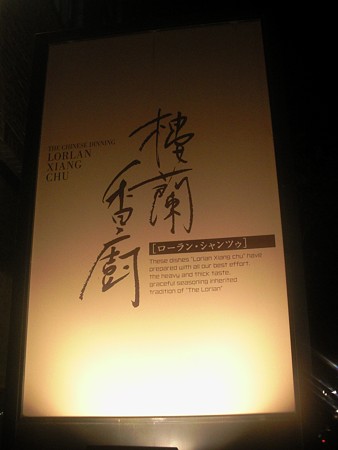 THE CHINESE DINNING
LORLAN
XIANG
CHU
樓蘭
香廚
[ローラン・シャンツゥ]
These dishes "Lorlan Xiang chu" have
prepared with all our best effort.
the heavy and thick taste,
graceful seasoning inherited
tradition of "The Lorlan"